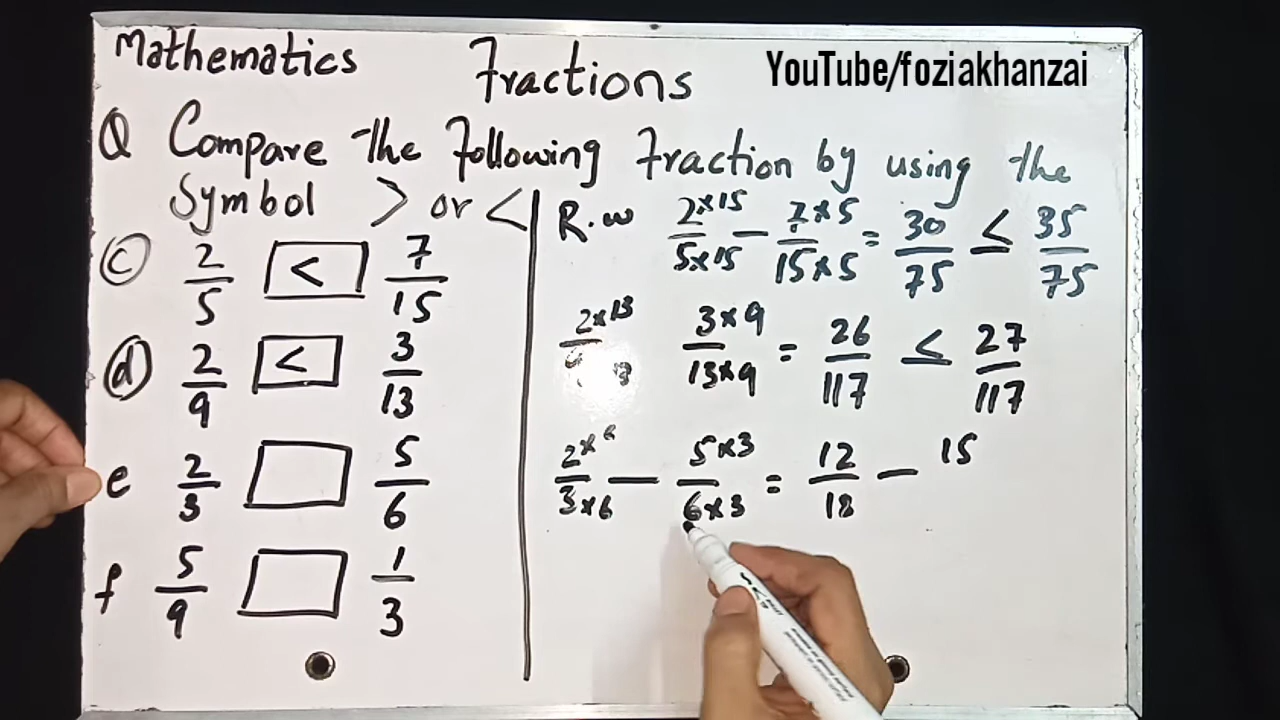 Mathematics
Fractions
YouTube/foziakhanzai
Q Compare the following fraction by using the
Symbol > or <
c 2/5 < 7/15
d 2/9 < 3/13
e 2/3 5/6
f 5/9 1/3
R.w 2×15/5×15 − 7×5/15×5 = 30/75 < 35/75
2×13 3×9/13×9 = 26/117 < 27/117
2×6/3×6 − 5×3/6×3 = 12/18 − 15